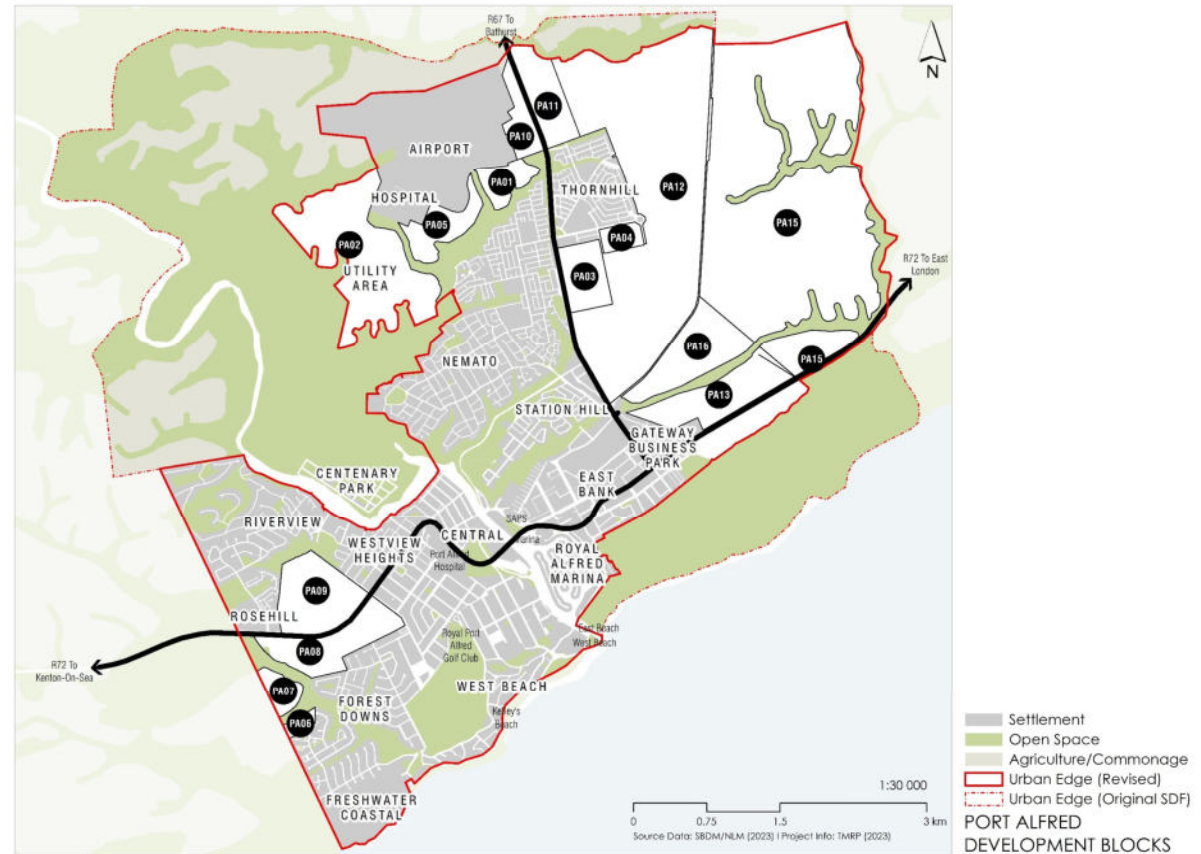 R67 To
Bathurst
N
PA11
PA10
AIRPORT
THORNHILL
PA01
PA12
HOSPITAL
PA05
PA15
PA04
PA02
UTILITY
AREA
PA03
R72 To East
London
NEMATO
PA16
PA15
PA13
STATION HILL
GATEWAY
BUSINESS
PARK
CENTENARY
PARK
EAST
BANK
RIVERVIEW
SAPS
CENTRAL
WESTVIEW
HEIGHTS
Port Alfred
Hospital
ROYAL
ALFRED
MARINA
PA09
ROSEHILL
East Beach
West Beach
Royal Port
Alfred
Golf Club
PA08
R72 To
Kenton-On-Sea
PA07
WEST BEACH
FOREST
DOWNS
Kelley's
Beach
PA06
FRESHWATER
COASTAL
1:30 000
0 0.75 1.5 3 km
Source Data: SBDM/NLM (2023) I Project Info: TMRP (2023)
Settlement
Open Space
Agriculture/Commonage
Urban Edge (Revised)
Urban Edge (Original SDF)
PORT ALFRED
DEVELOPMENT BLOCKS